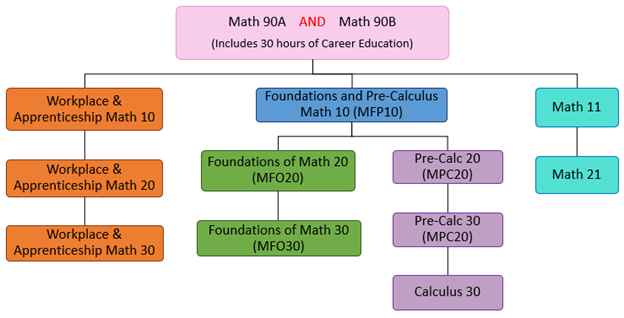 Math 90A AND Math 90B
(Includes 30 hours of Career Education)
Workplace &
Apprenticeship Math 10
Foundations and Pre-Calculus
Math 10 (MFP10)
Math 11
Workplace &
Apprenticeship Math 20
Foundations of Math 20
(MFO20)
Pre-Calc 20
(MPC20)
Math 21
Workplace &
Apprenticeship Math 30
Foundations of Math 30
(MFO30)
Pre-Calc 30
(MPC20)
Calculus 30